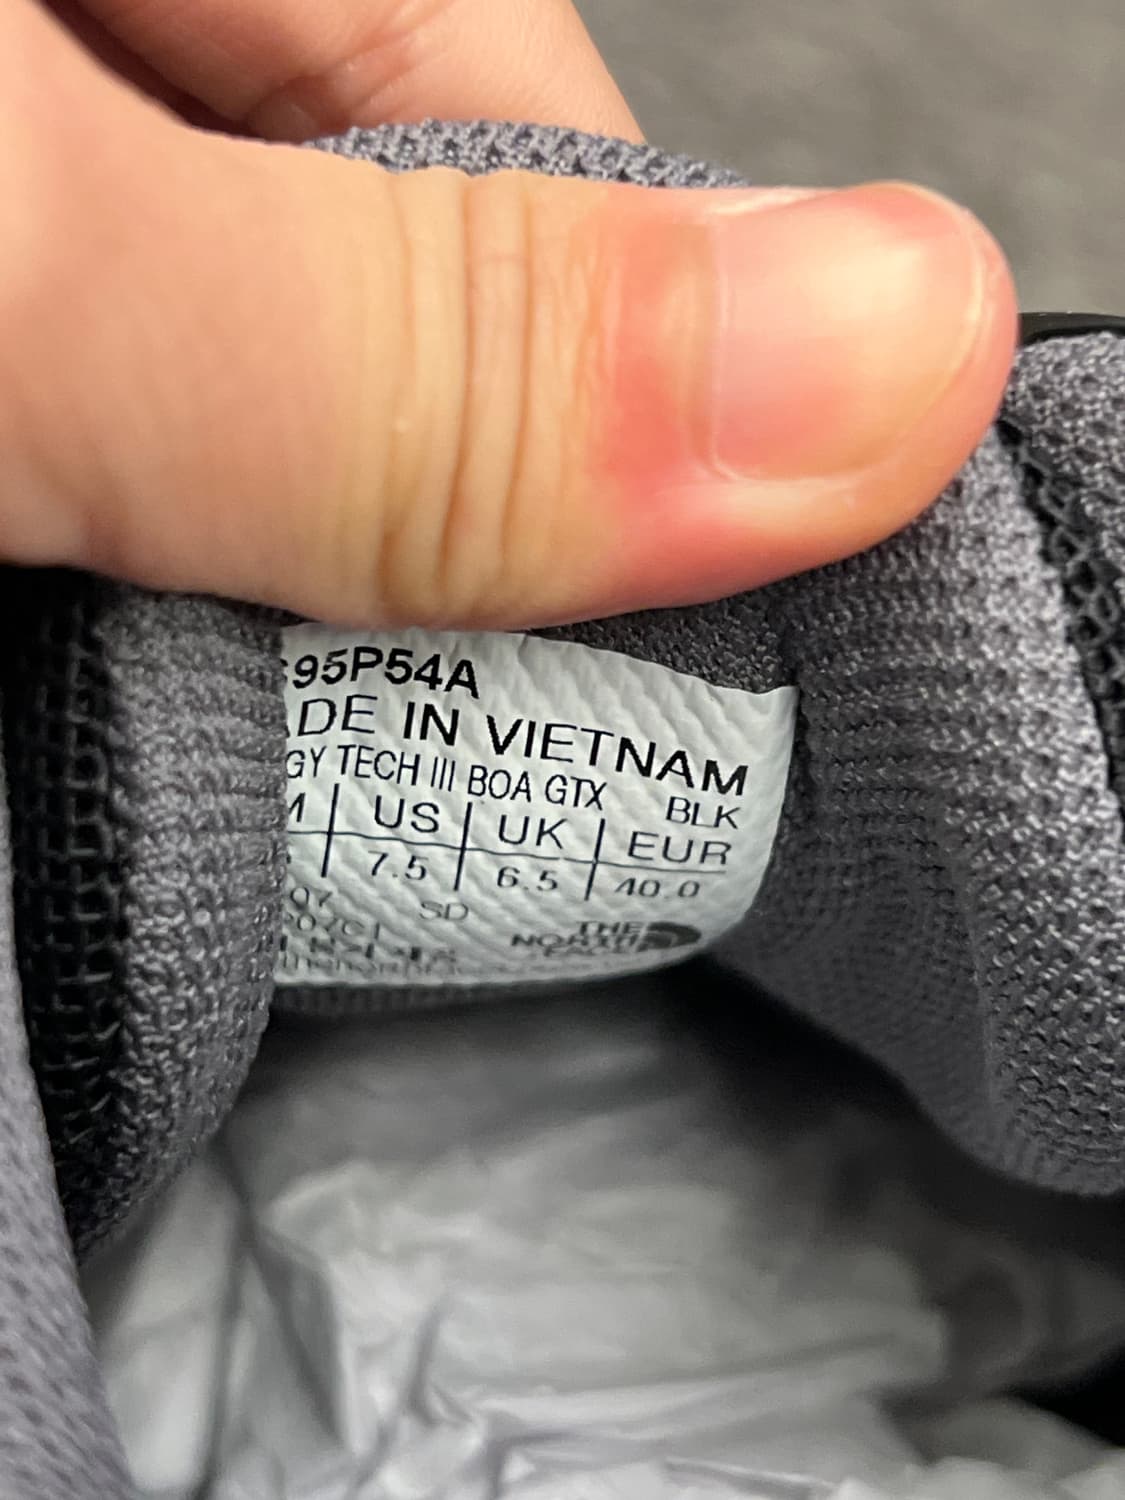 95P54A
DE IN VIETNAM
GY TECH III BOA GTX BLK
US UK EUR
7.5 6.5 40.0
07 SD
THE
NORTH
FACE